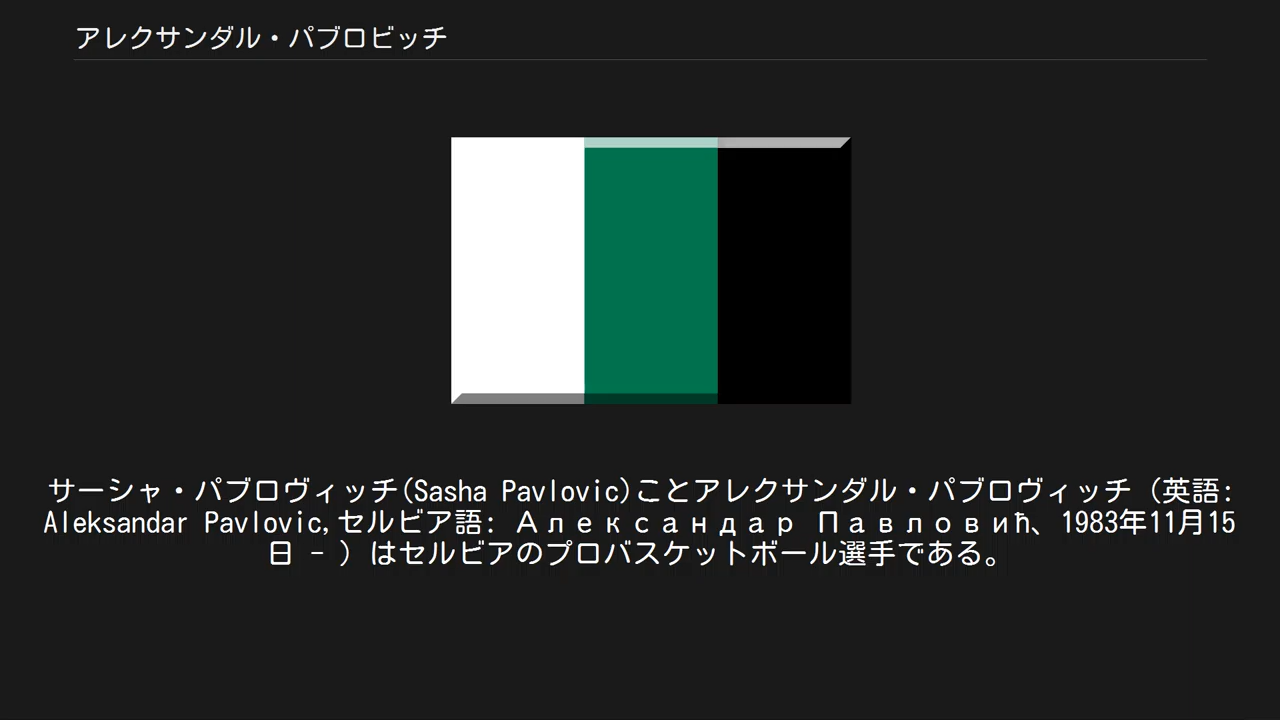 アレクサンダル・パブロビッチ
サーシャ・パブロヴィッチ(Sasha Pavlovic)ことアレクサンダル・パブロヴィッチ（英語:
Aleksandar Pavlovic,セルビア語: Александар Павловић、1983年11月15
日 - ）はセルビアのプロバスケットボール選手である。